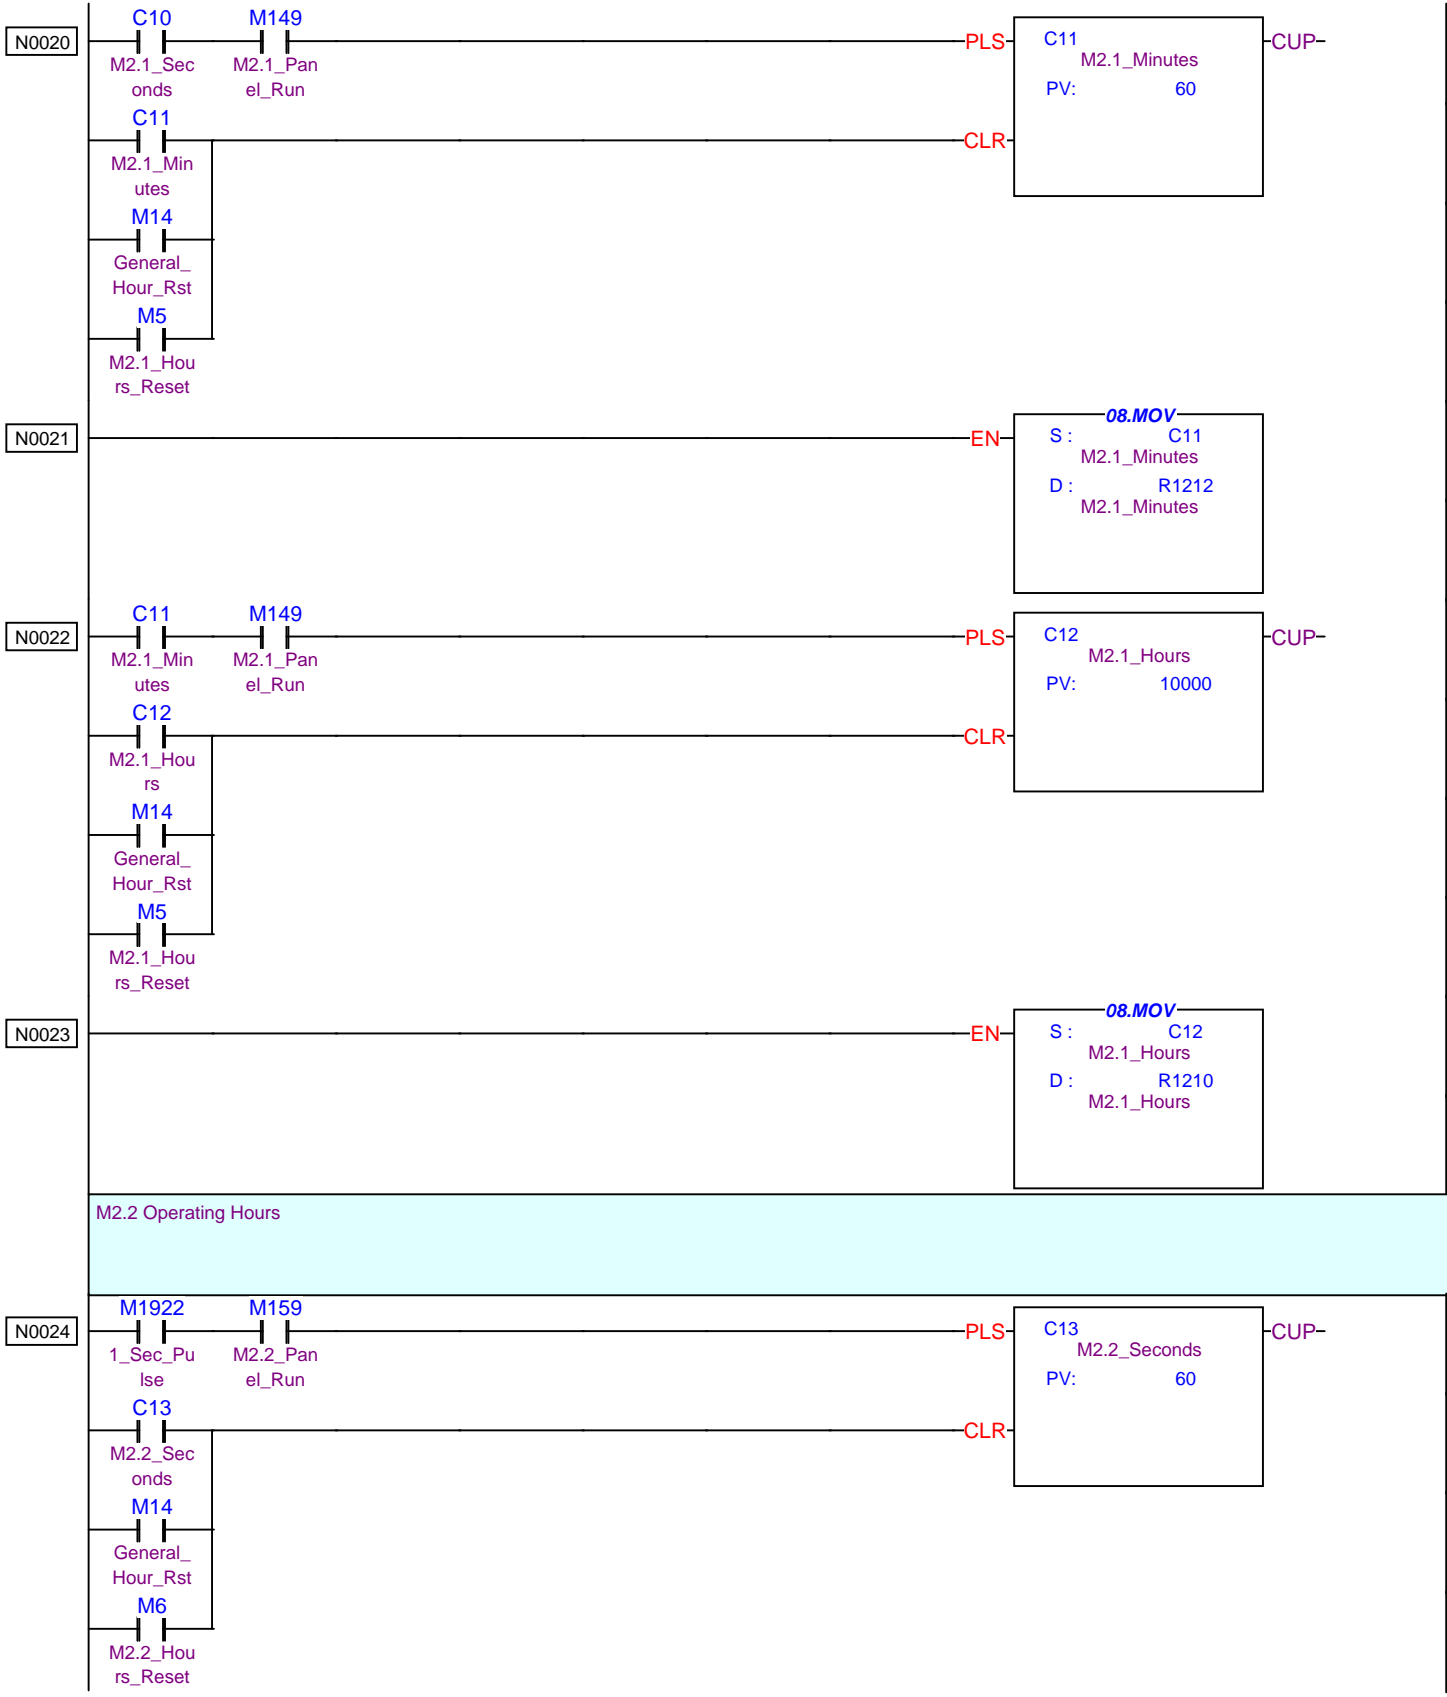 C10 M149
N0020 PLS C11 CUP
M2.1_Sec M2.1_Pan M2.1_Minutes
onds el_Run PV: 60
C11
CLR
M2.1_Min
utes
M14
General_
Hour_Rst
M5
M2.1_Hou
rs_Reset
08.MOV
N0021 EN S : C11
M2.1_Minutes
D : R1212
M2.1_Minutes
C11 M149
N0022 PLS C12 CUP
M2.1_Min M2.1_Pan M2.1_Hours
utes el_Run PV: 10000
C12
CLR
M2.1_Hou
rs
M14
General_
Hour_Rst
M5
M2.1_Hou
rs_Reset
08.MOV
N0023 EN S : C12
M2.1_Hours
D : R1210
M2.1_Hours
M2.2 Operating Hours
M1922 M159
N0024 PLS C13 CUP
1_Sec_Pu M2.2_Pan M2.2_Seconds
lse el_Run PV: 60
C13
CLR
M2.2_Sec
onds
M14
General_
Hour_Rst
M6
M2.2_Hou
rs_Reset